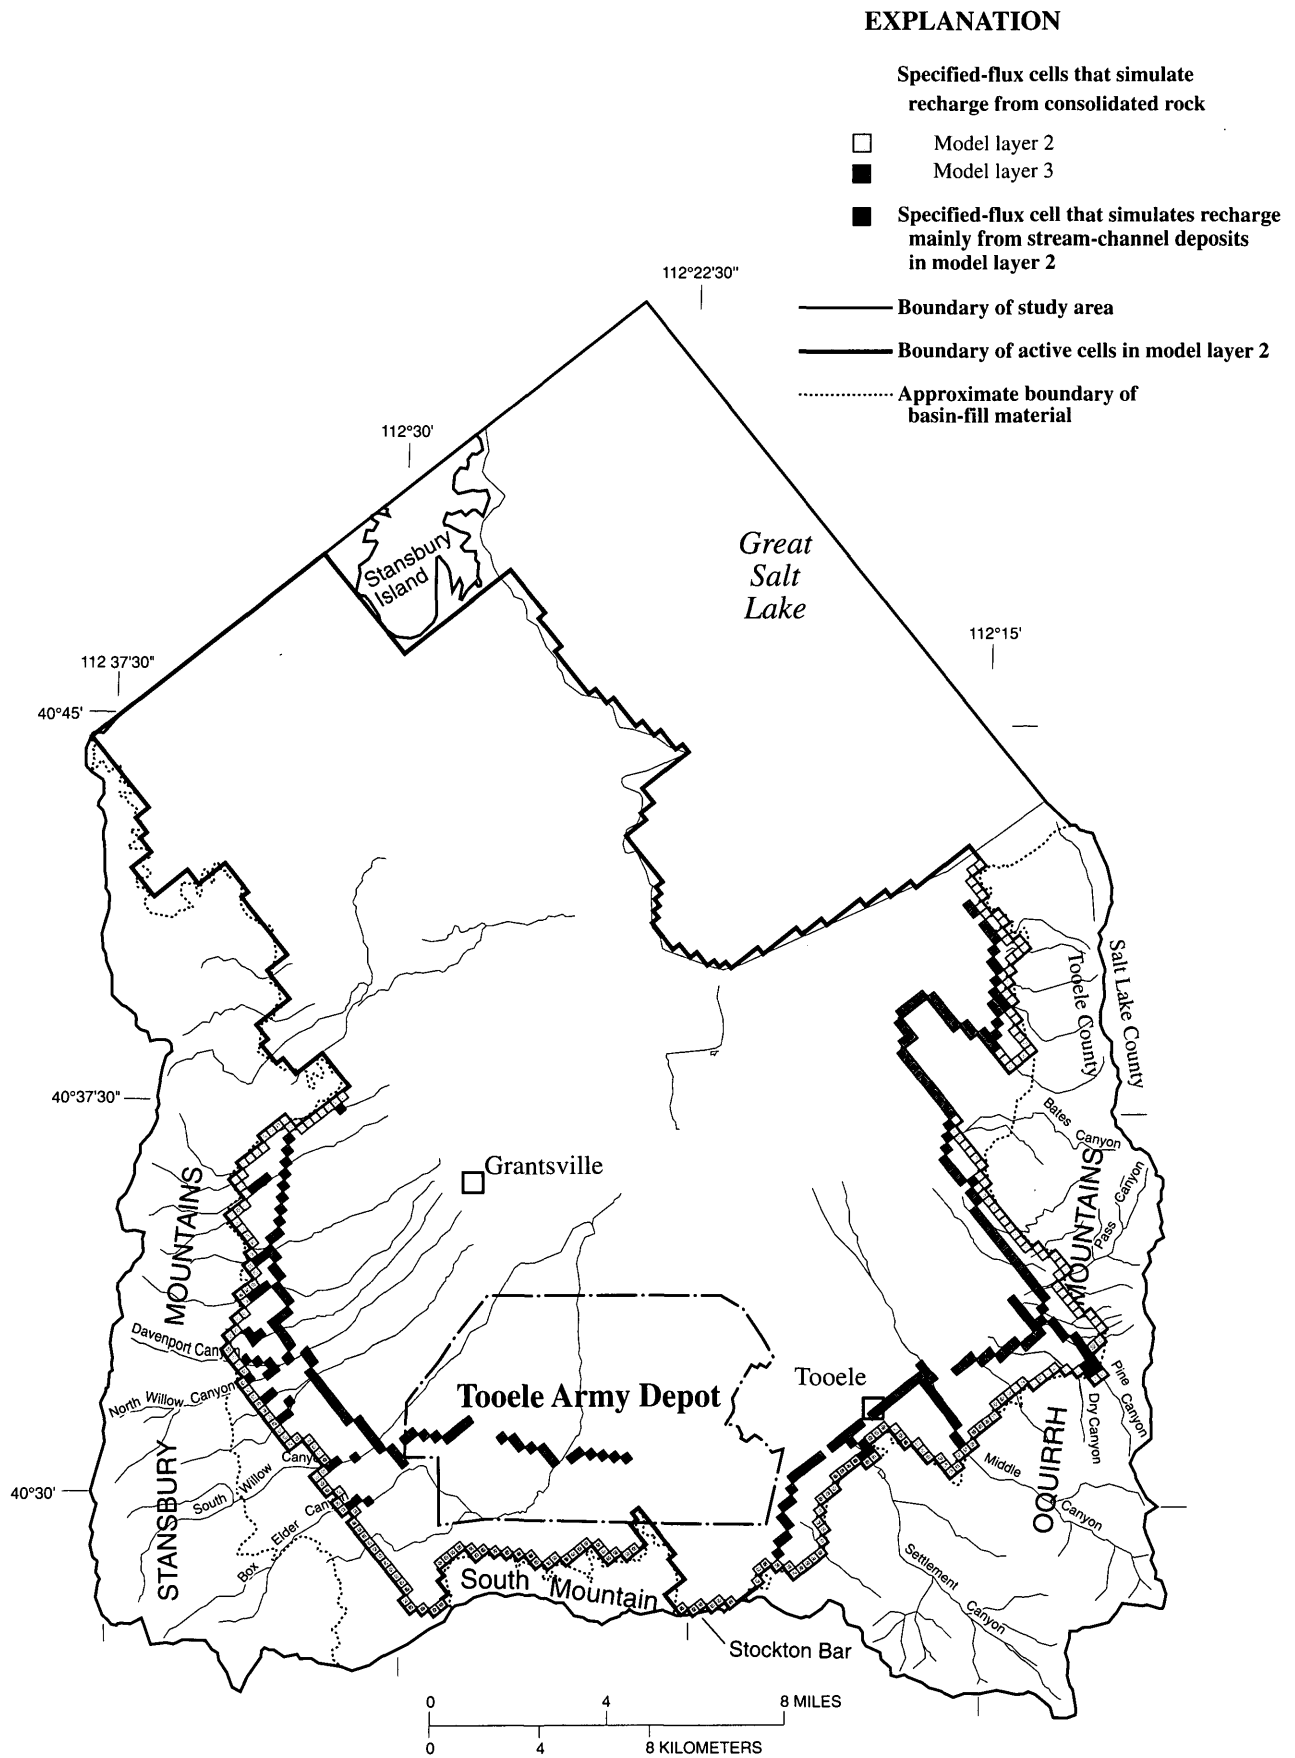 EXPLANATION
Specified-flux cells that simulate
recharge from consolidated rock
Model layer 2
Model layer 3
Specified-flux cell that simulates recharge
mainly from stream-channel deposits
in model layer 2
112°22'30"
Boundary of study area
Boundary of active cells in model layer 2
Approximate boundary of
basin-fill material
112°30'
Great
Salt
Lake
Stansbury
Island
112°15'
112 37'30"
40°45'
Salt Lake County
Tooele County
40°37'30"
Bates Canyon
Grantsville
MOUNTAINS
MOUNTAINS
Pass Canyon
Davenport Canyon
North Willow Canyon
Tooele
Tooele Army Depot
Pine Canyon
Dry Canyon
STANSBURY
OQUIRRH
South Willow Canyon
Middle Canyon
40°30'
Box Elder Canyon
Settlement Canyon
South Mountain
Stockton Bar
0 4 8 MILES
0 4 8 KILOMETERS